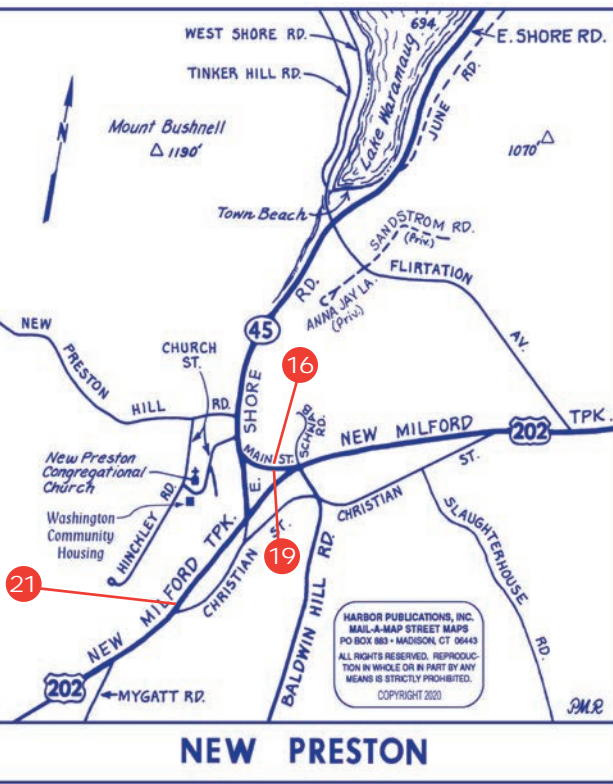 694
WEST SHORE RD.
E. SHORE RD.
TINKER HILL RD.
Lake Waramaug
JUNE RD.
N
Mount Bushnell
1190'
1070'
Town Beach
SANDSTROM RD.
(Priv.)
FLIRTATION AV.
ANNA JAY LA.
(Priv.)
C
NEW PRESTON HILL RD.
45
CHURCH ST.
16
E. SHORE RD.
SCHNAB RD.
MAIN ST.
NEW MILFORD TPK.
202
New Preston
Congregational
Church
HINCHLEY RD.
Washington
Community
Housing
CHRISTIAN ST.
SLAUGHTERHOUSE RD.
19
21
NEW MILFORD TPK.
CHRISTIAN ST.
BALDWIN HILL RD.
202
MYGATT RD.
HARBOR PUBLICATIONS, INC.
MAIL-A-MAP STREET MAPS
PO BOX 883 • MADISON, CT 06443
ALL RIGHTS RESERVED. REPRODUC-
TION IN WHOLE OR IN PART BY ANY
MEANS IS STRICTLY PROHIBITED.
COPYRIGHT 2020
PMR
NEW PRESTON